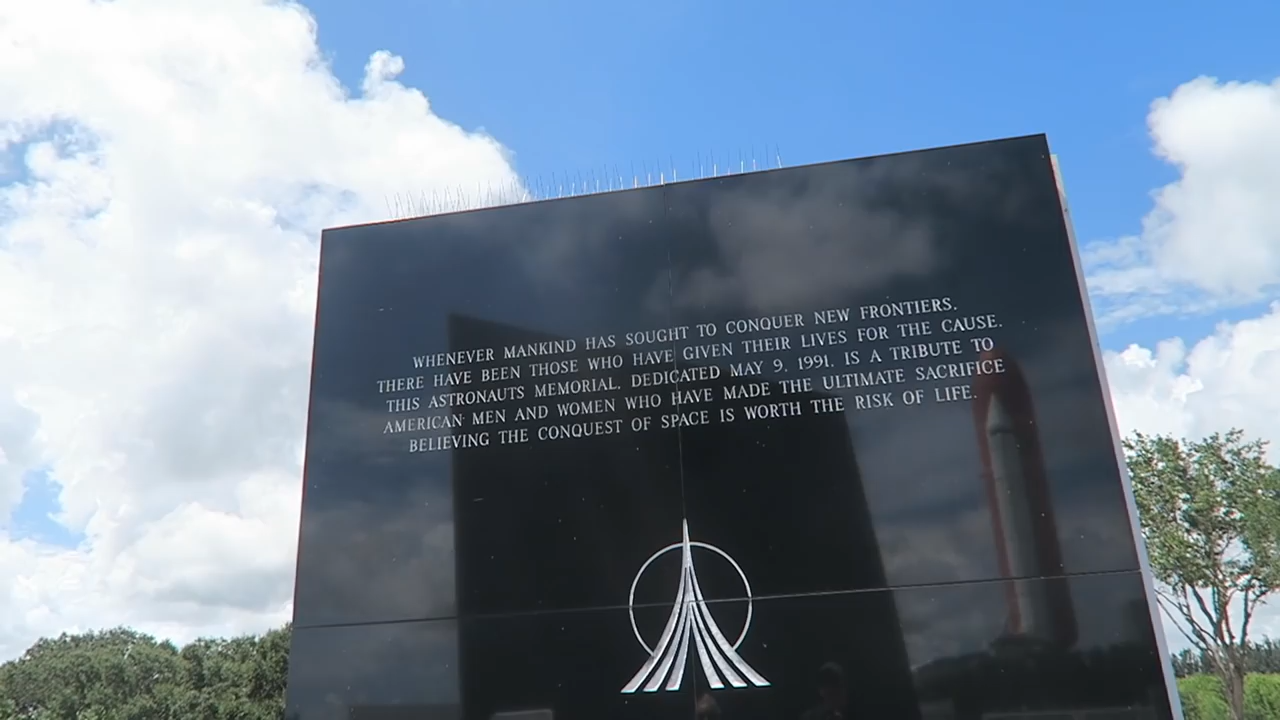 WHENEVER MANKIND HAS SOUGHT TO CONQUER NEW FRONTIERS,
THERE HAVE BEEN THOSE WHO HAVE GIVEN THEIR LIVES FOR THE CAUSE.
THIS ASTRONAUTS MEMORIAL, DEDICATED MAY 9, 1991, IS A TRIBUTE TO
AMERICAN MEN AND WOMEN WHO HAVE MADE THE ULTIMATE SACRIFICE
BELIEVING THE CONQUEST OF SPACE IS WORTH THE RISK OF LIFE.